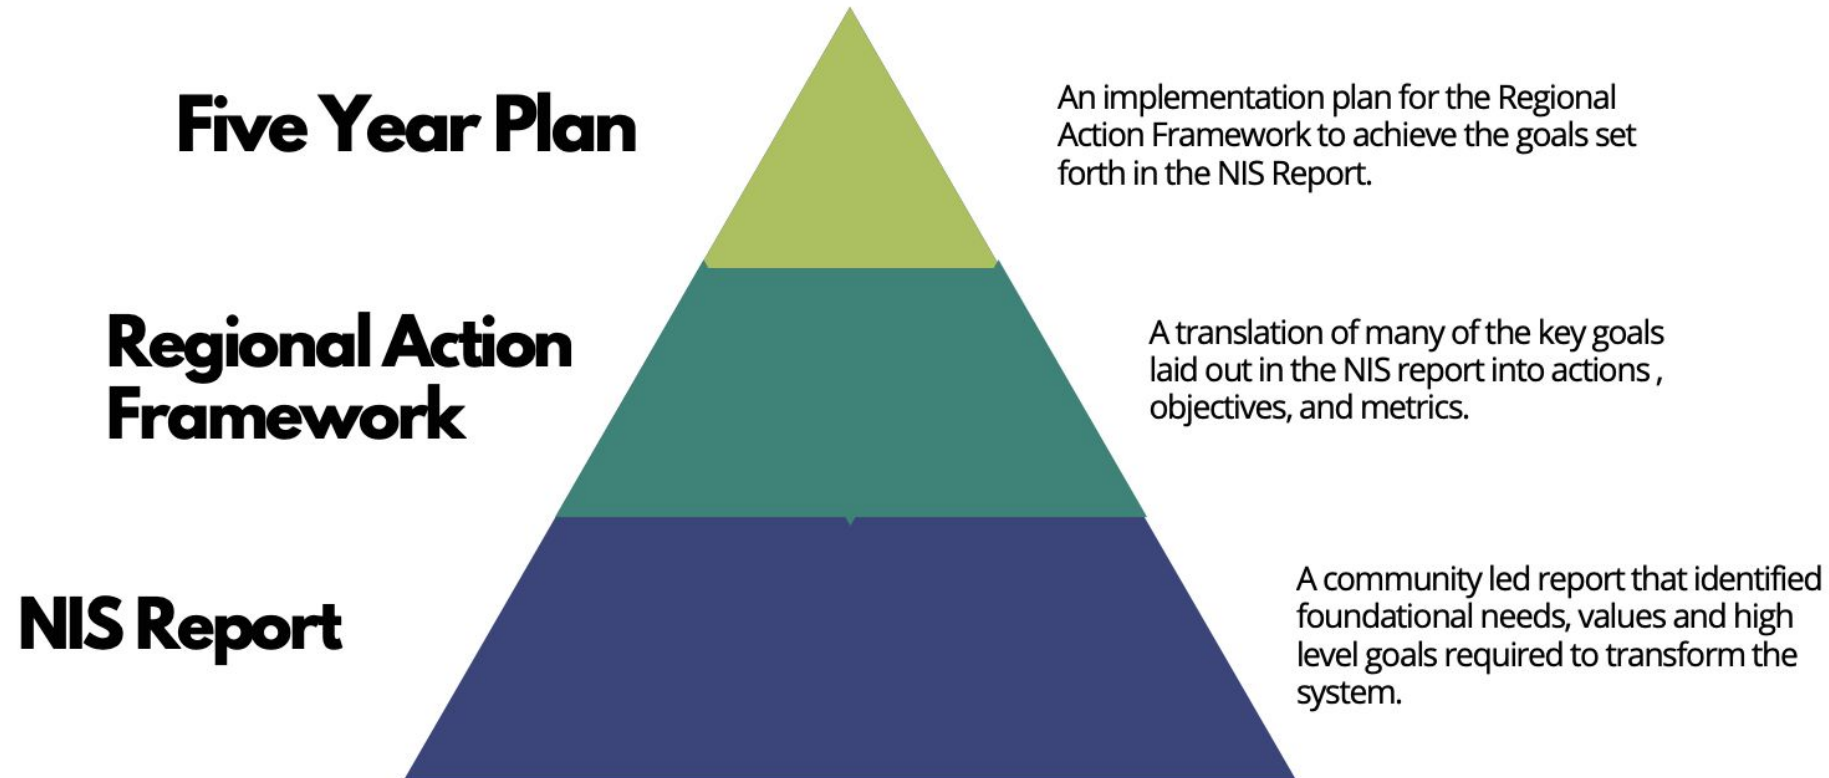 Five Year Plan
An implementation plan for the Regional
Action Framework to achieve the goals set
forth in the NIS Report.
Regional Action
Framework
A translation of many of the key goals
laid out in the NIS report into actions ,
objectives, and metrics.
NIS Report
A community led report that identified
foundational needs, values and high
level goals required to transform the
system.